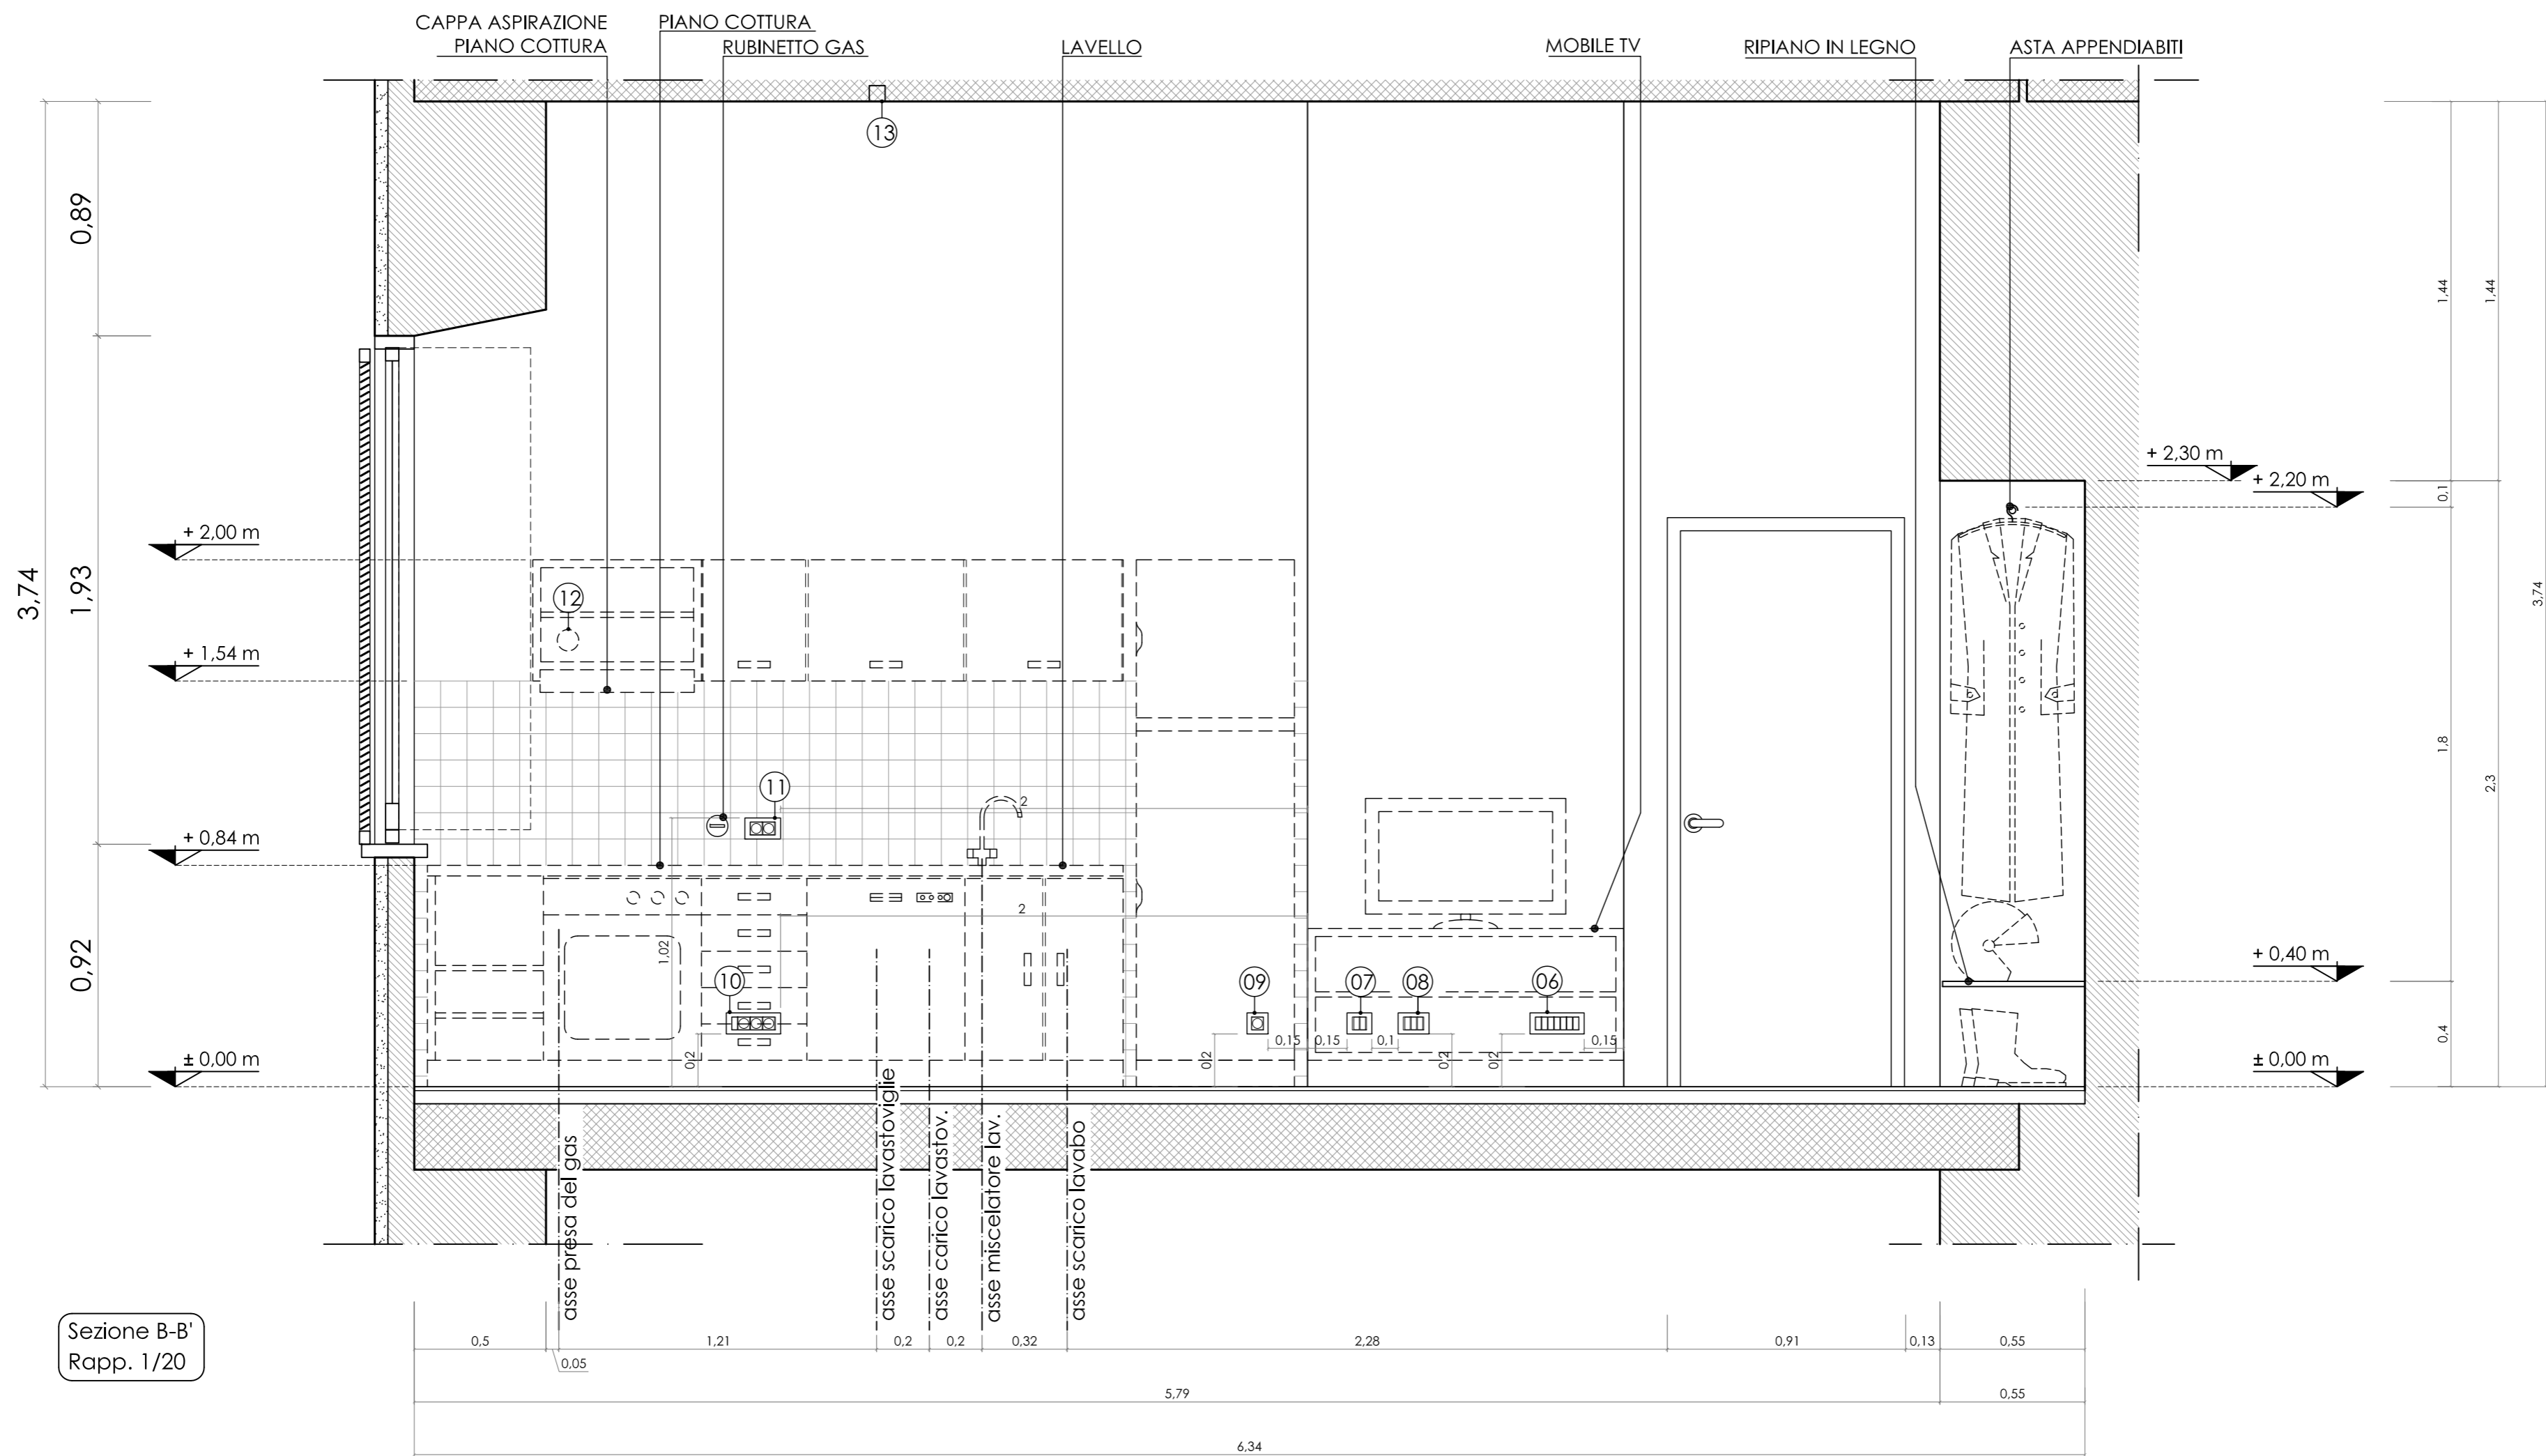 CAPPA ASPIRAZIONE
PIANO COTTURA
PIANO COTTURA
RUBINETTO GAS
LAVELLO
MOBILE TV
RIPIANO IN LEGNO
ASTA APPENDIABITI
13
0,89
1,44
1,44
+ 2,30 m
+ 2,20 m
0,1
+ 2,00 m
3,74
1,93
12
3,74
+ 1,54 m
1,8
2,3
11
2
+ 0,84 m
2
1,02
0,92
+ 0,40 m
10
09
07
08
06
0,2
0,2
0,15
0,15
0,1
0,2
0,2
0,15
0,4
± 0,00 m
± 0,00 m
asse presa del gas
asse scarico lavastoviglie
asse carico lavastov.
asse miscelatore lav.
asse scarico lavabo
Sezione B-B'
Rapp. 1/20
0,5
0,05
1,21
0,2
0,2
0,32
2,28
0,91
0,13
0,55
5,79
0,55
6,34